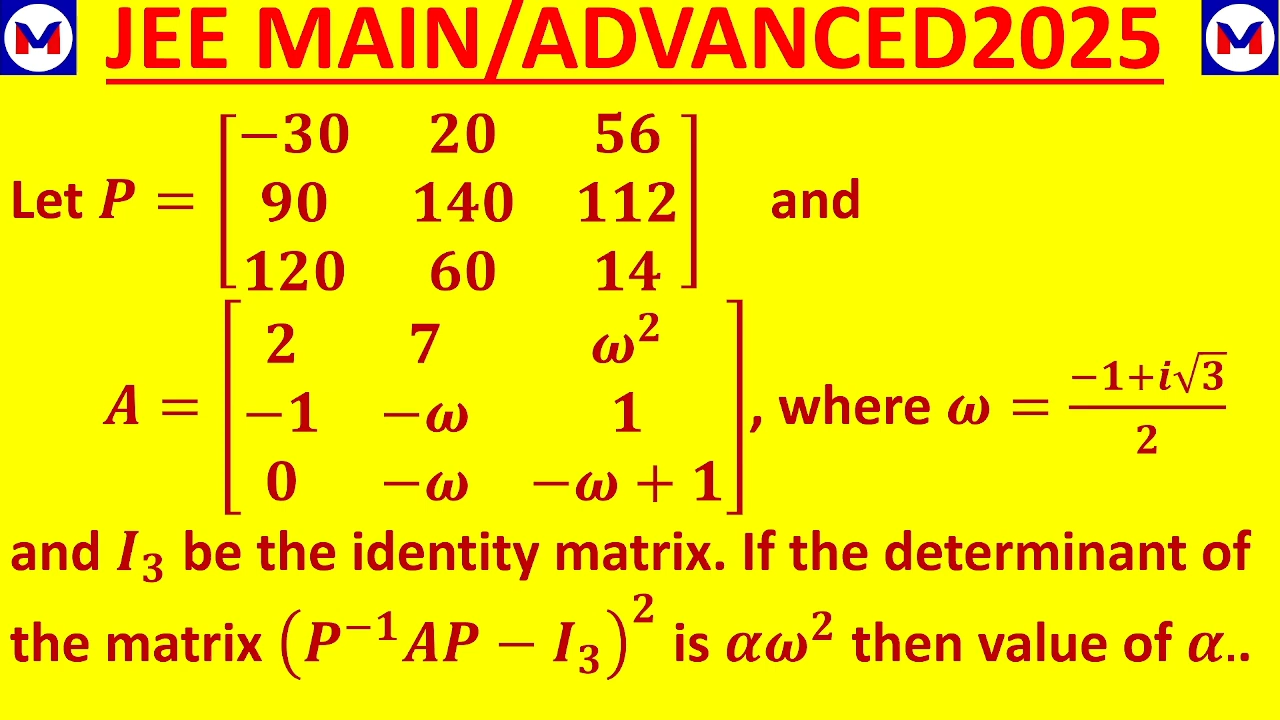 JEE MAIN/ADVANCED2025
−30 20 56
Let P = 90 140 112 and
120 60 14
2 7 ω²
A = −1 −ω 1 , where ω = (−1+i√3)/2
0 −ω −ω + 1
and I₃ be the identity matrix. If the determinant of
the matrix (P⁻¹AP − I₃)² is αω² then value of α..